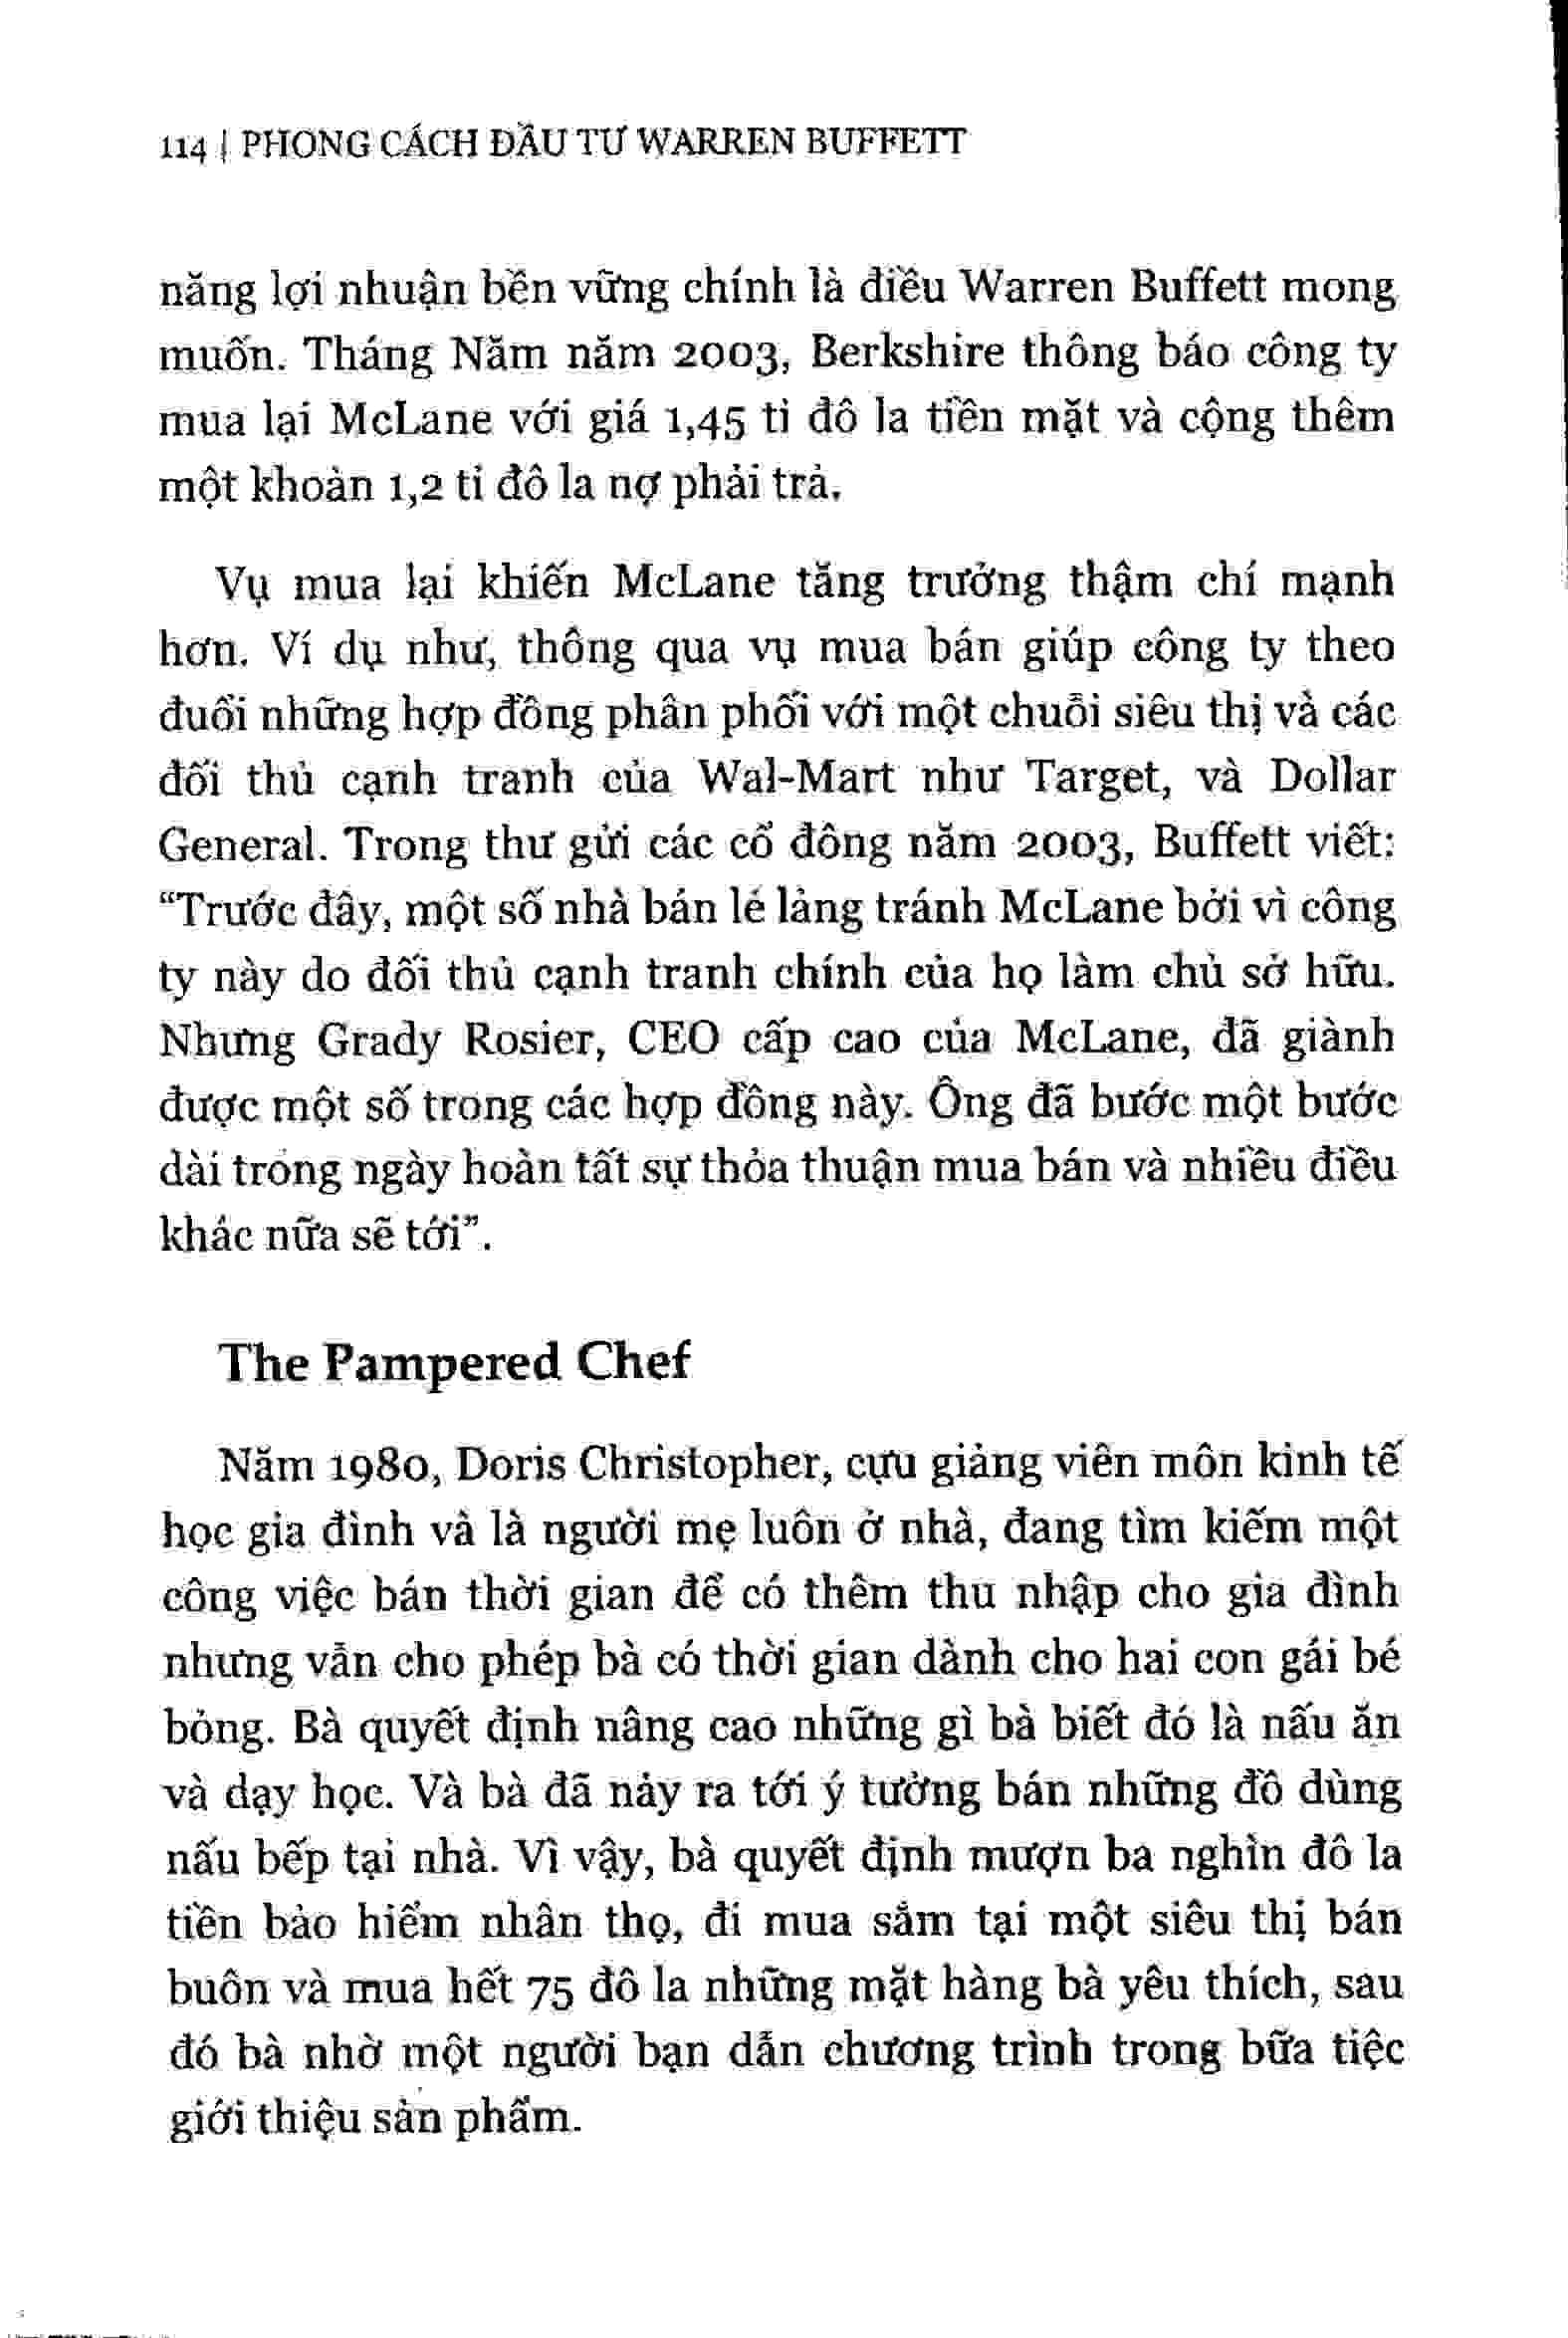 114 | PHONG CÁCH ĐẦU TƯ WARREN BUFFETT
năng lợi nhuận bền vững chính là điều Warren Buffett mong
muốn. Tháng Năm năm 2003, Berkshire thông báo công ty
mua lại McLane với giá 1,45 tỉ đô la tiền mặt và cộng thêm
một khoản 1,2 tỉ đô la nợ phải trả.
Vụ mua lại khiến McLane tăng trưởng thậm chí mạnh
hơn. Ví dụ như, thông qua vụ mua bán giúp công ty theo
đuổi những hợp đồng phân phối với một chuỗi siêu thị và các
đối thủ cạnh tranh của Wal-Mart như Target, và Dollar
General. Trong thư gửi các cổ đông năm 2003, Buffett viết:
“Trước đây, một số nhà bán lẻ lảng tránh McLane bởi vì công
ty này do đối thủ cạnh tranh chính của họ làm chủ sở hữu.
Nhưng Grady Rosier, CEO cấp cao của McLane, đã giành
được một số trong các hợp đồng này. Ông đã bước một bước
dài trong ngày hoàn tất sự thỏa thuận mua bán và nhiều điều
khác nữa sẽ tới”.
The Pampered Chef
Năm 1980, Doris Christopher, cựu giảng viên môn kinh tế
học gia đình và là người mẹ luôn ở nhà, đang tìm kiếm một
công việc bán thời gian để có thêm thu nhập cho gia đình
nhưng vẫn cho phép bà có thời gian dành cho hai con gái bé
bỏng. Bà quyết định nâng cao những gì bà biết đó là nấu ăn
và dạy học. Và bà đã nảy ra tới ý tưởng bán những đồ dùng
nấu bếp tại nhà. Vì vậy, bà quyết định mượn ba nghìn đô la
tiền bảo hiểm nhân thọ, đi mua sắm tại một siêu thị bán
buôn và mua hết 75 đô la những mặt hàng bà yêu thích, sau
đó bà nhờ một người bạn dẫn chương trình trong bữa tiệc
giới thiệu sản phẩm.